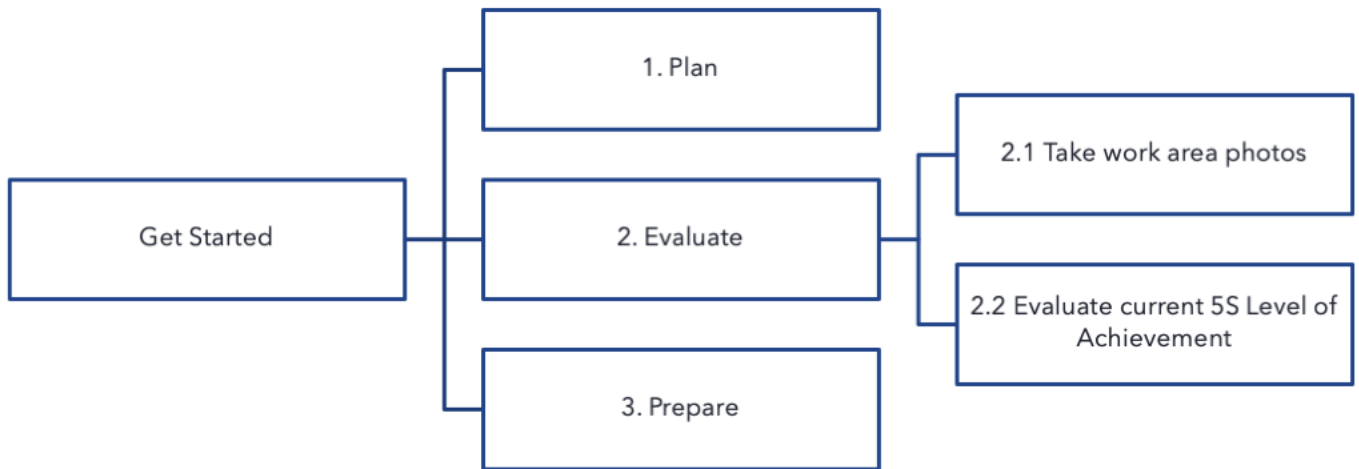 Get Started
1. Plan
2. Evaluate
3. Prepare
2.1 Take work area photos
2.2 Evaluate current 5S Level of
Achievement